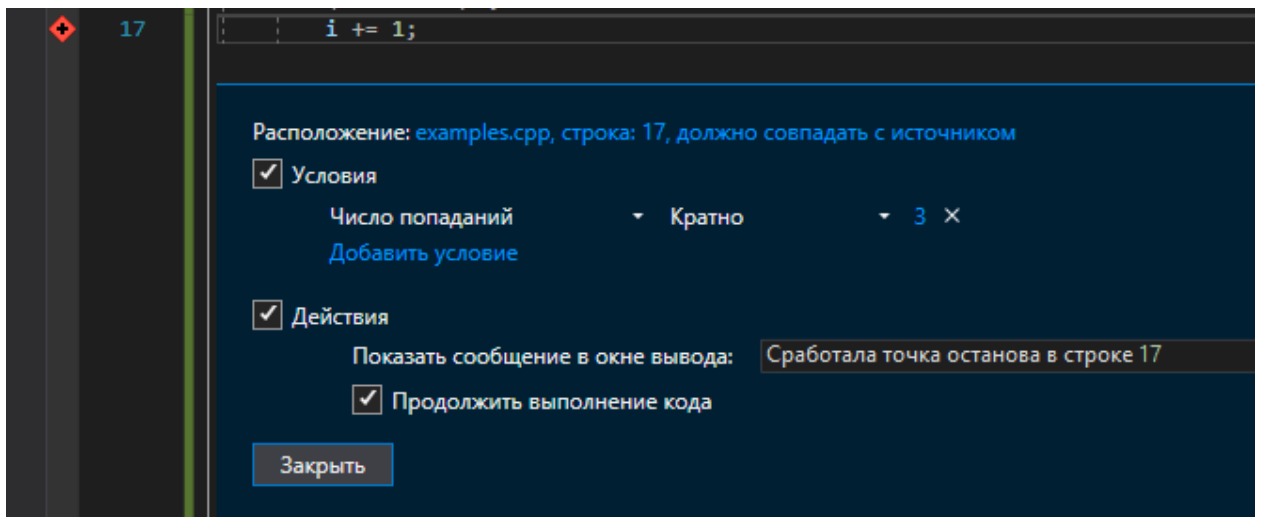 17 i += 1;
Расположение: examples.cpp, строка: 17, должно совпадать с источником
Условия
Число попаданий Кратно 3 ×
Добавить условие
Действия
Показать сообщение в окне вывода: Сработала точка останова в строке 17
Продолжить выполнение кода
Закрыть